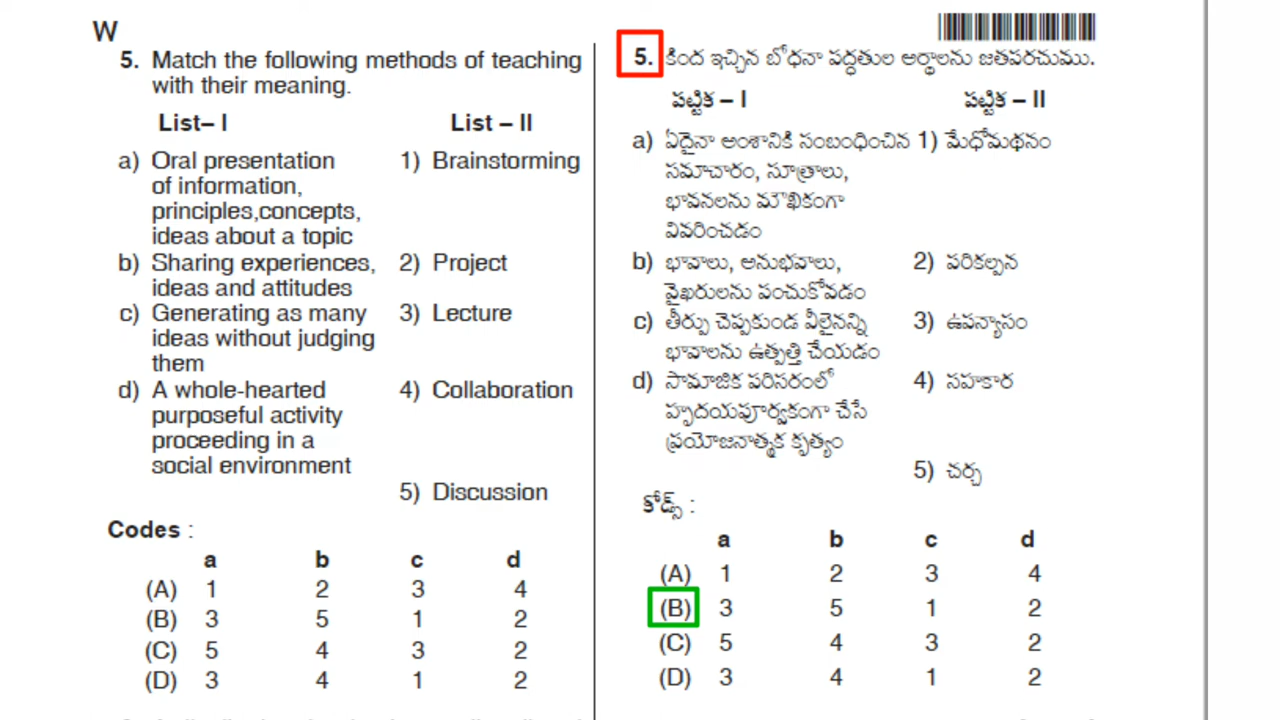 W
5. Match the following methods of teaching
with their meaning.
List– I List – II
a) Oral presentation 1) Brainstorming
of information,
principles,concepts,
ideas about a topic
b) Sharing experiences, 2) Project
ideas and attitudes
c) Generating as many 3) Lecture
ideas without judging
them
d) A whole-hearted 4) Collaboration
purposeful activity
proceeding in a
social environment
5) Discussion
Codes :
a b c d
(A) 1 2 3 4
(B) 3 5 1 2
(C) 5 4 3 2
(D) 3 4 1 2
5. కింద ఇచ్చిన బోధనా పద్ధతుల అర్థాలను జతపరచుము.
పట్టిక – I పట్టిక – II
a) ఏదైనా అంశానికి సంబంధించిన 1) మేధోమథనం
సమాచారం, సూత్రాలు,
భావనలను మౌఖికంగా
వివరించడం
b) భావాలు, అనుభవాలు, 2) పరికల్పన
వైఖరులను పంచుకోవడం
c) తీర్పు చెప్పకుండ వీలైనన్ని 3) ఉపన్యాసం
భావాలను ఉత్పత్తి చేయడం
d) సామాజిక పరిసరంలో 4) సహకార
హృదయపూర్వకంగా చేసే
ప్రయోజనాత్మక కృత్యం
5) చర్చ
కోడ్స్ :
a b c d
(A) 1 2 3 4
(B) 3 5 1 2
(C) 5 4 3 2
(D) 3 4 1 2